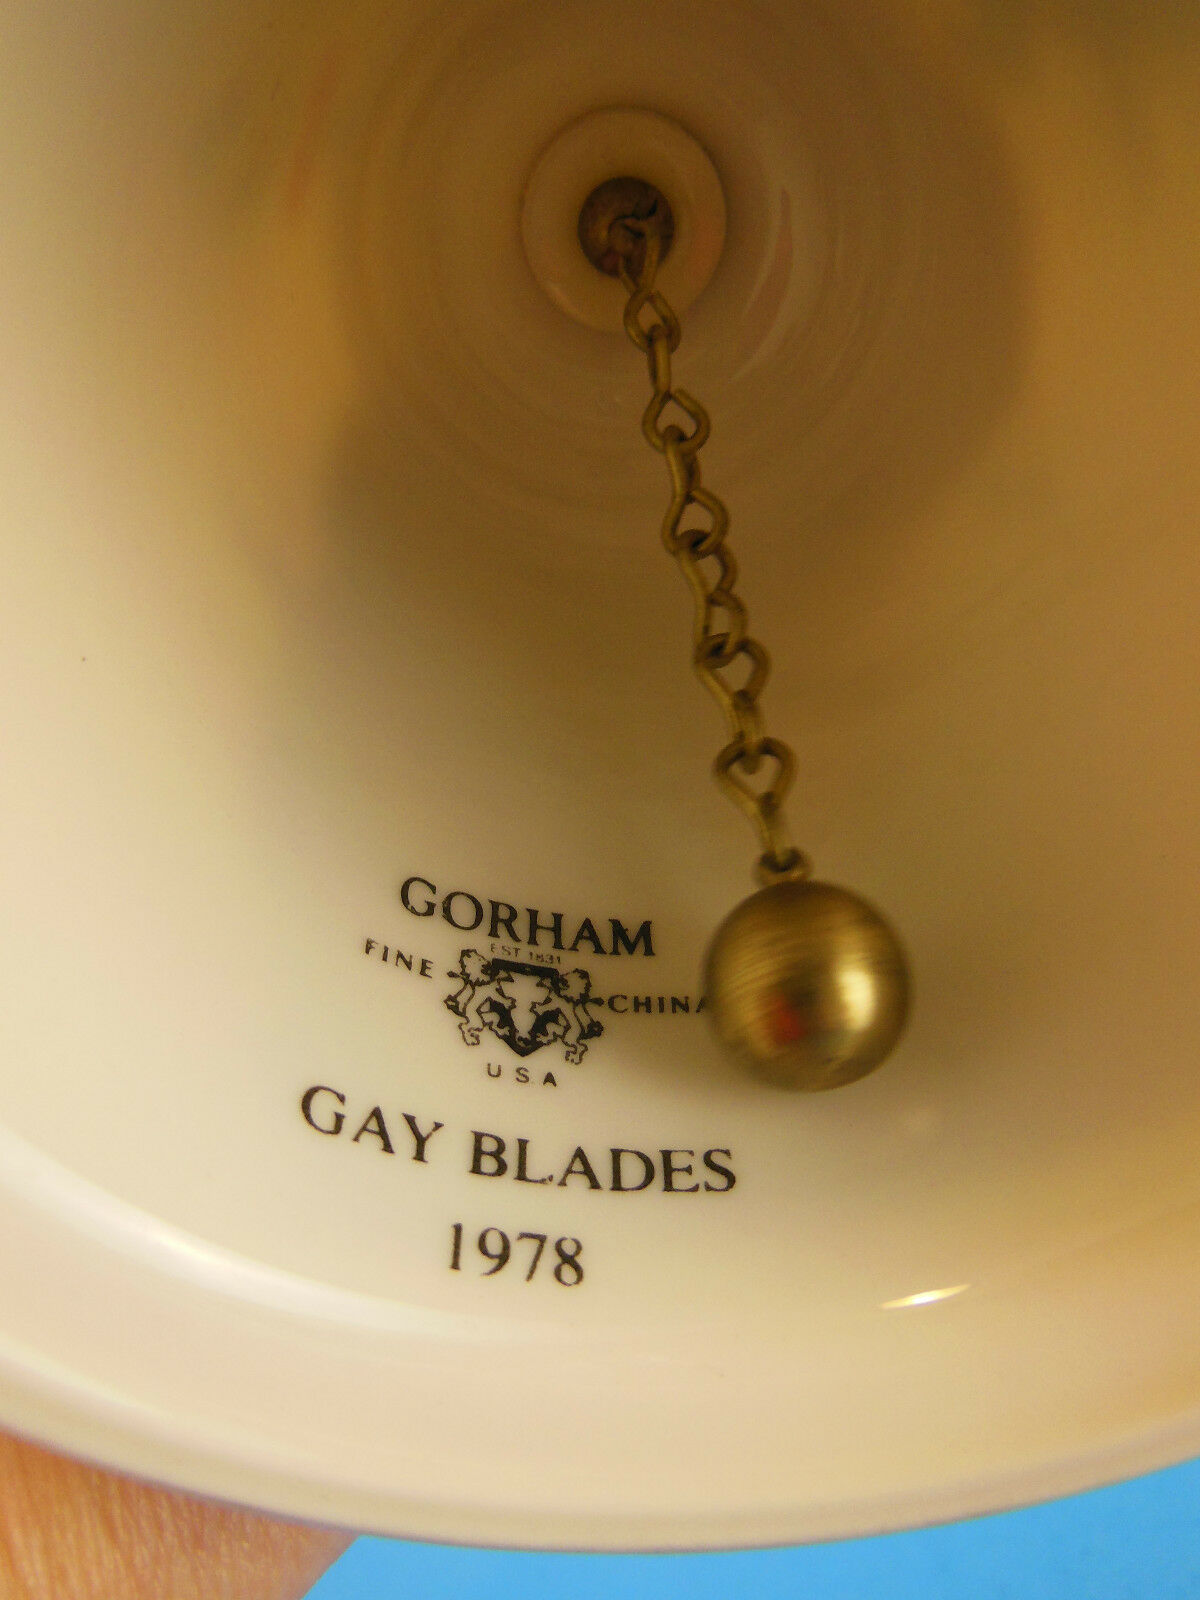 GORHAM
EST 1831
FINE CHINA
USA
GAY BLADES
1978